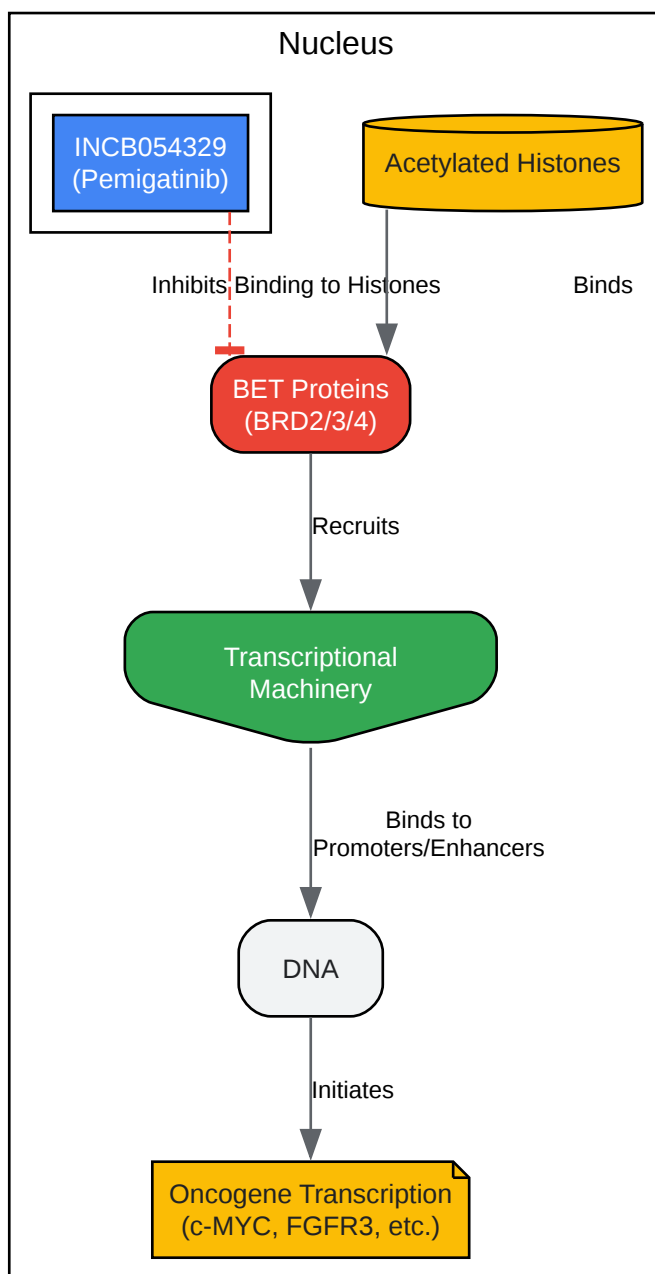 Nucleus
INCB054329
(Pemigatinib)
Acetylated Histones
Inhibits Binding to Histones
Binds
BET Proteins
(BRD2/3/4)
Recruits
Transcriptional
Machinery
Binds to
Promoters/Enhancers
DNA
Initiates
Oncogene Transcription
(c-MYC, FGFR3, etc.)